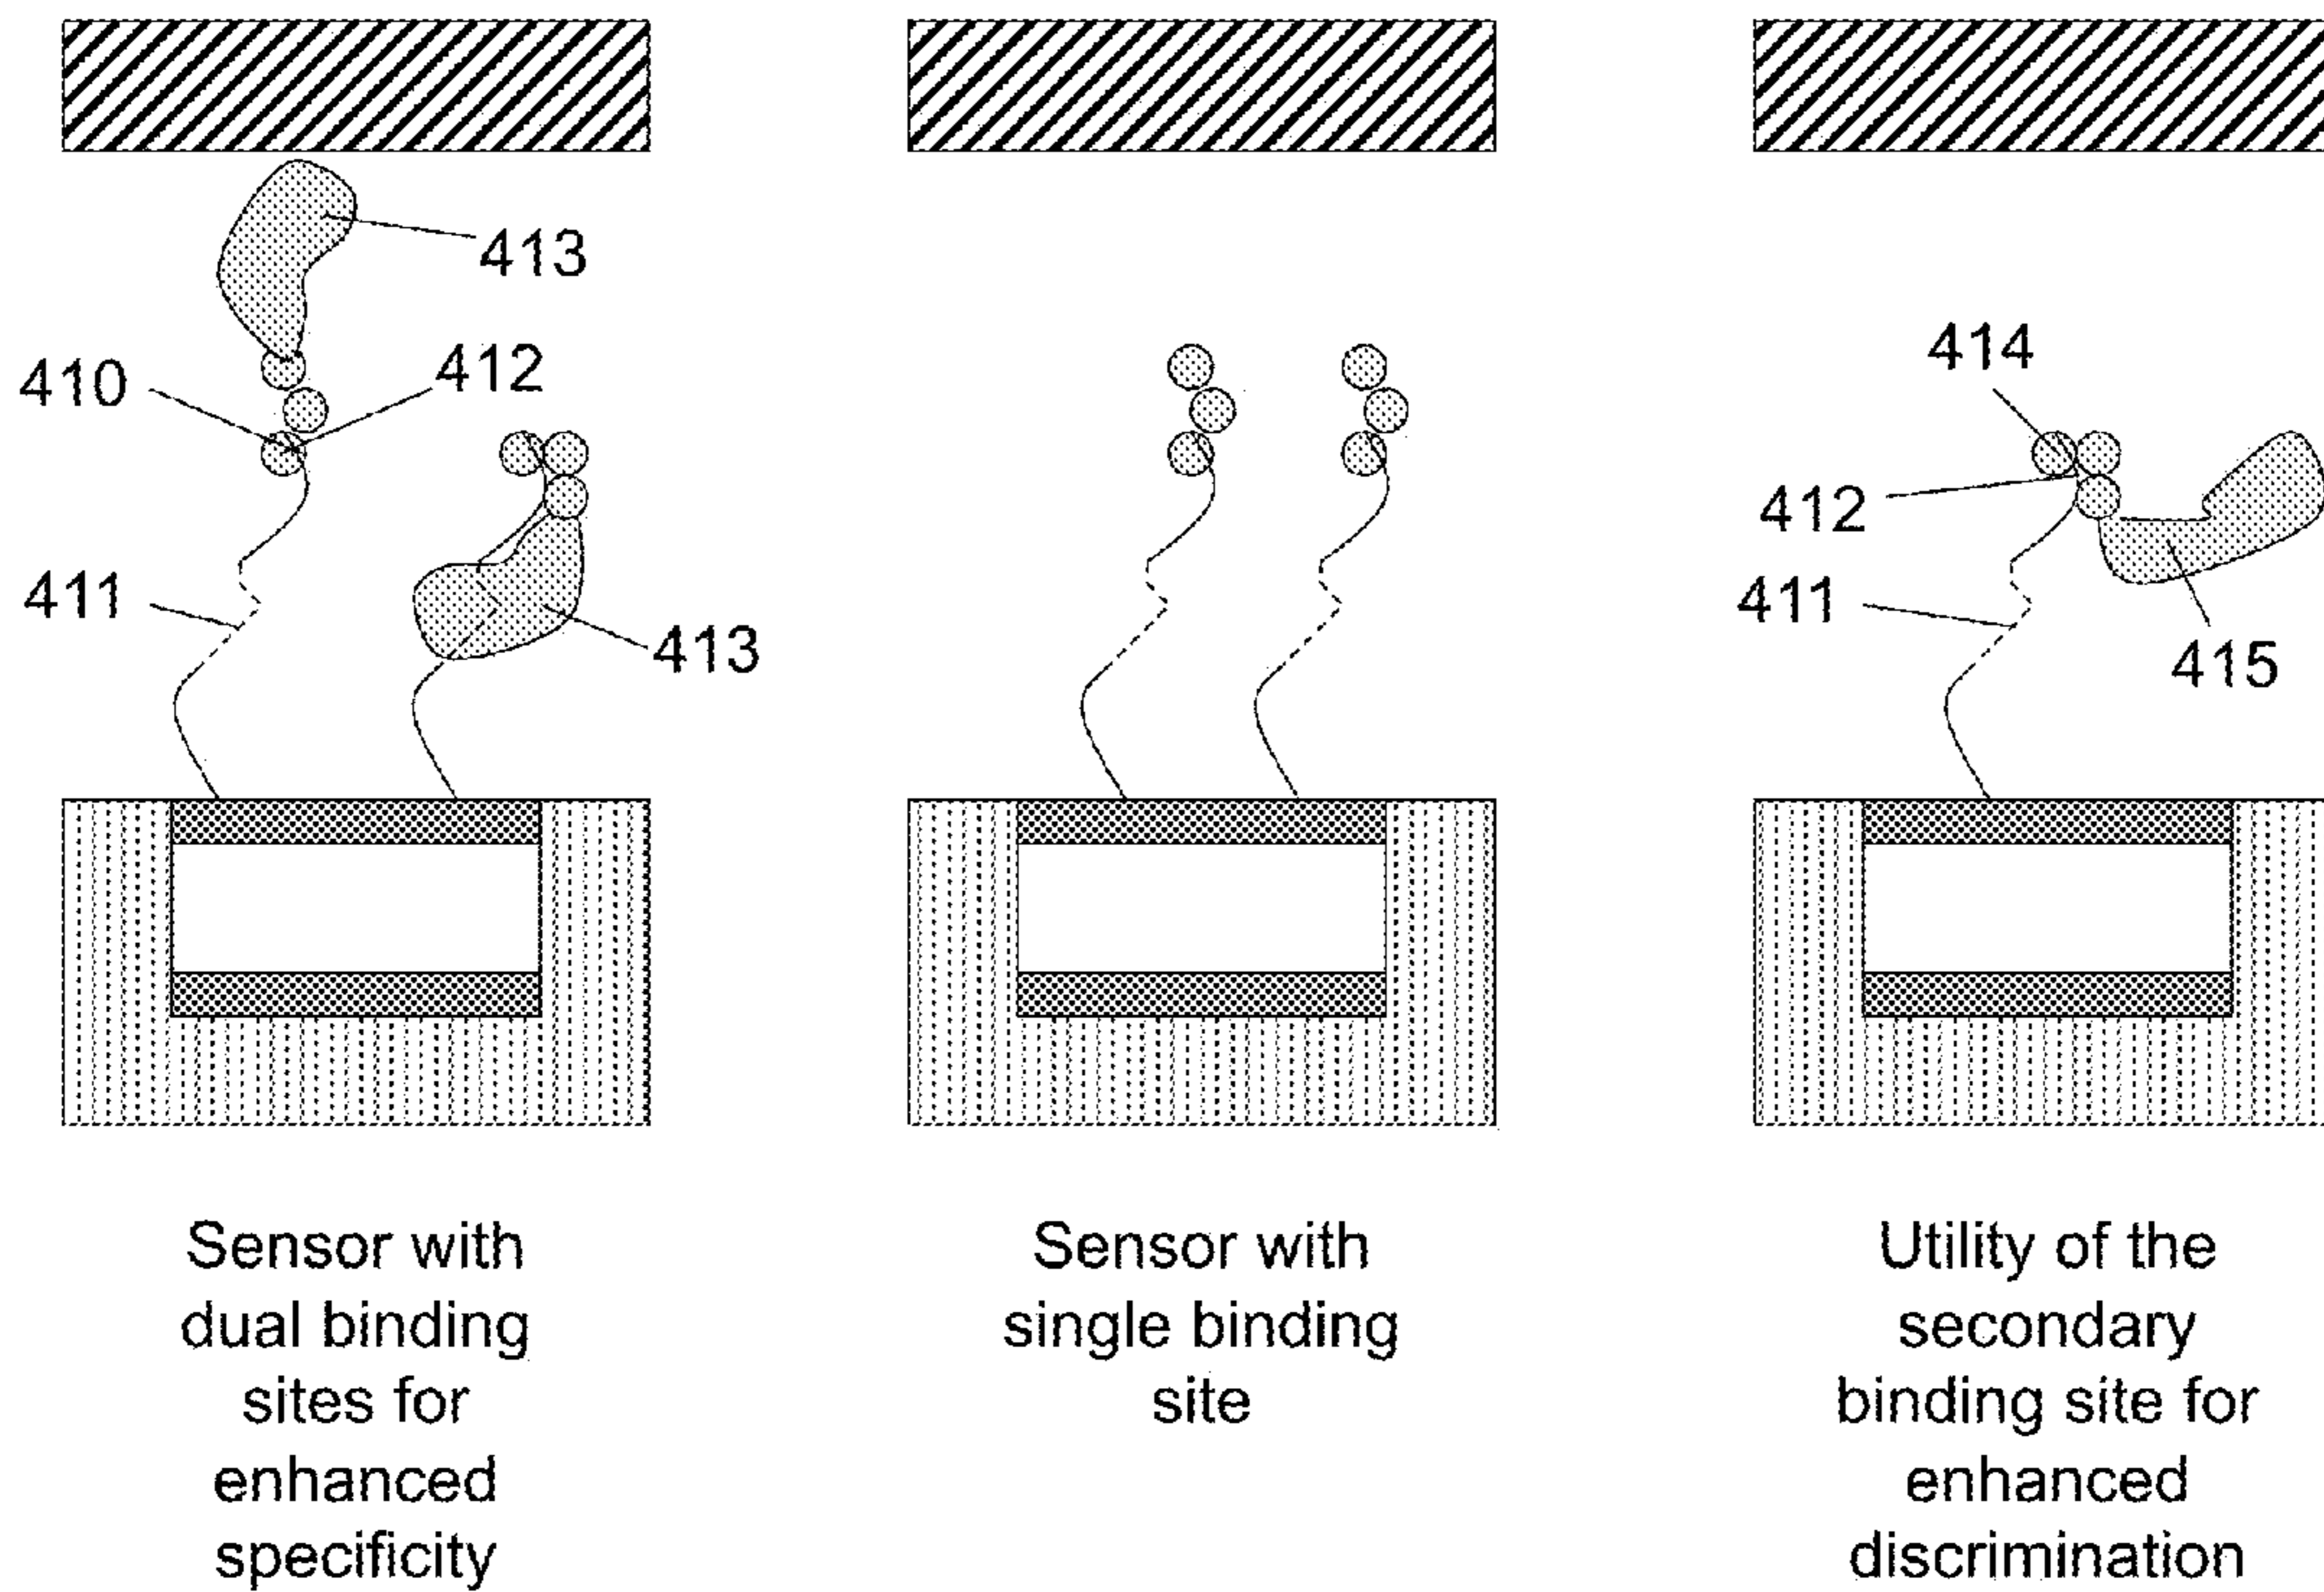 413
410
412
411
413
414
412
411
415
Sensor with
dual binding
sites for
enhanced
specificity
Sensor with
single binding
site
Utility of the
secondary
binding site for
enhanced
discrimination